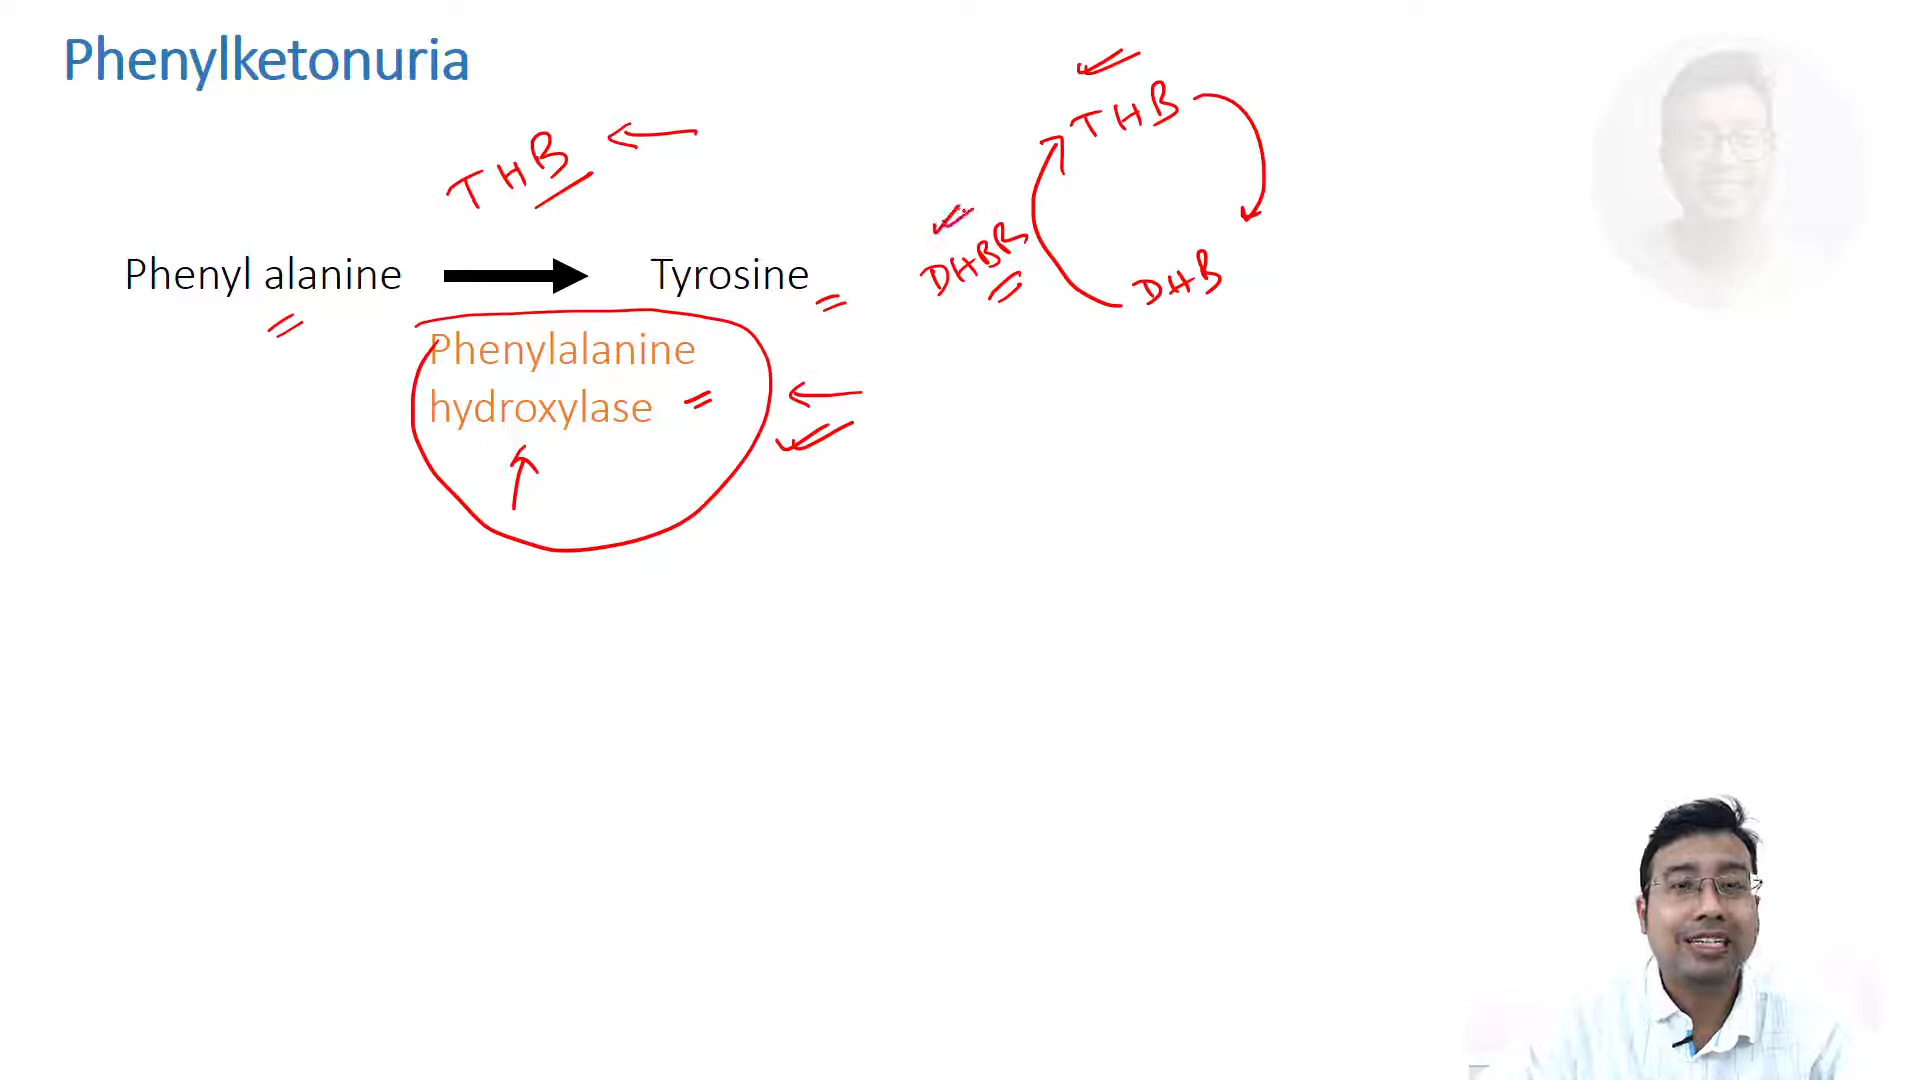 Phenylketonuria
THB
THB
Phenyl alanine
Tyrosine
DHBR
DHB
Phenylalanine
hydroxylase